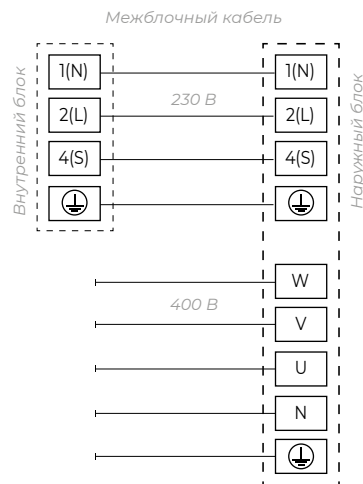 Межблочный кабель
Внутренний блок
Наружный блок
1(N) 1(N)
230 В
2(L) 2(L)
4(S) 4(S)
W
400 В
V
U
N